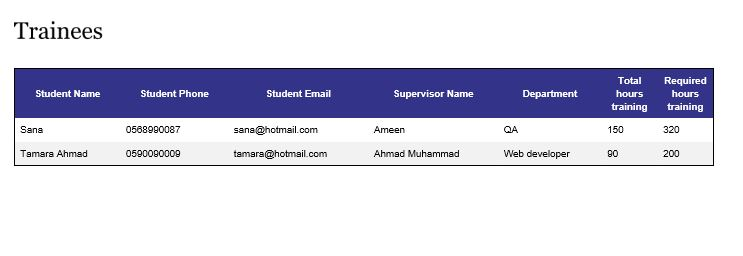 Trainees
Student Name Student Phone Student Email Supervisor Name Department Total hours training Required hours training
Sana 0568990087 sana@hotmail.com Ameen QA 150 320
Tamara Ahmad 0590090009 tamara@hotmail.com Ahmad Muhammad Web developer 90 200